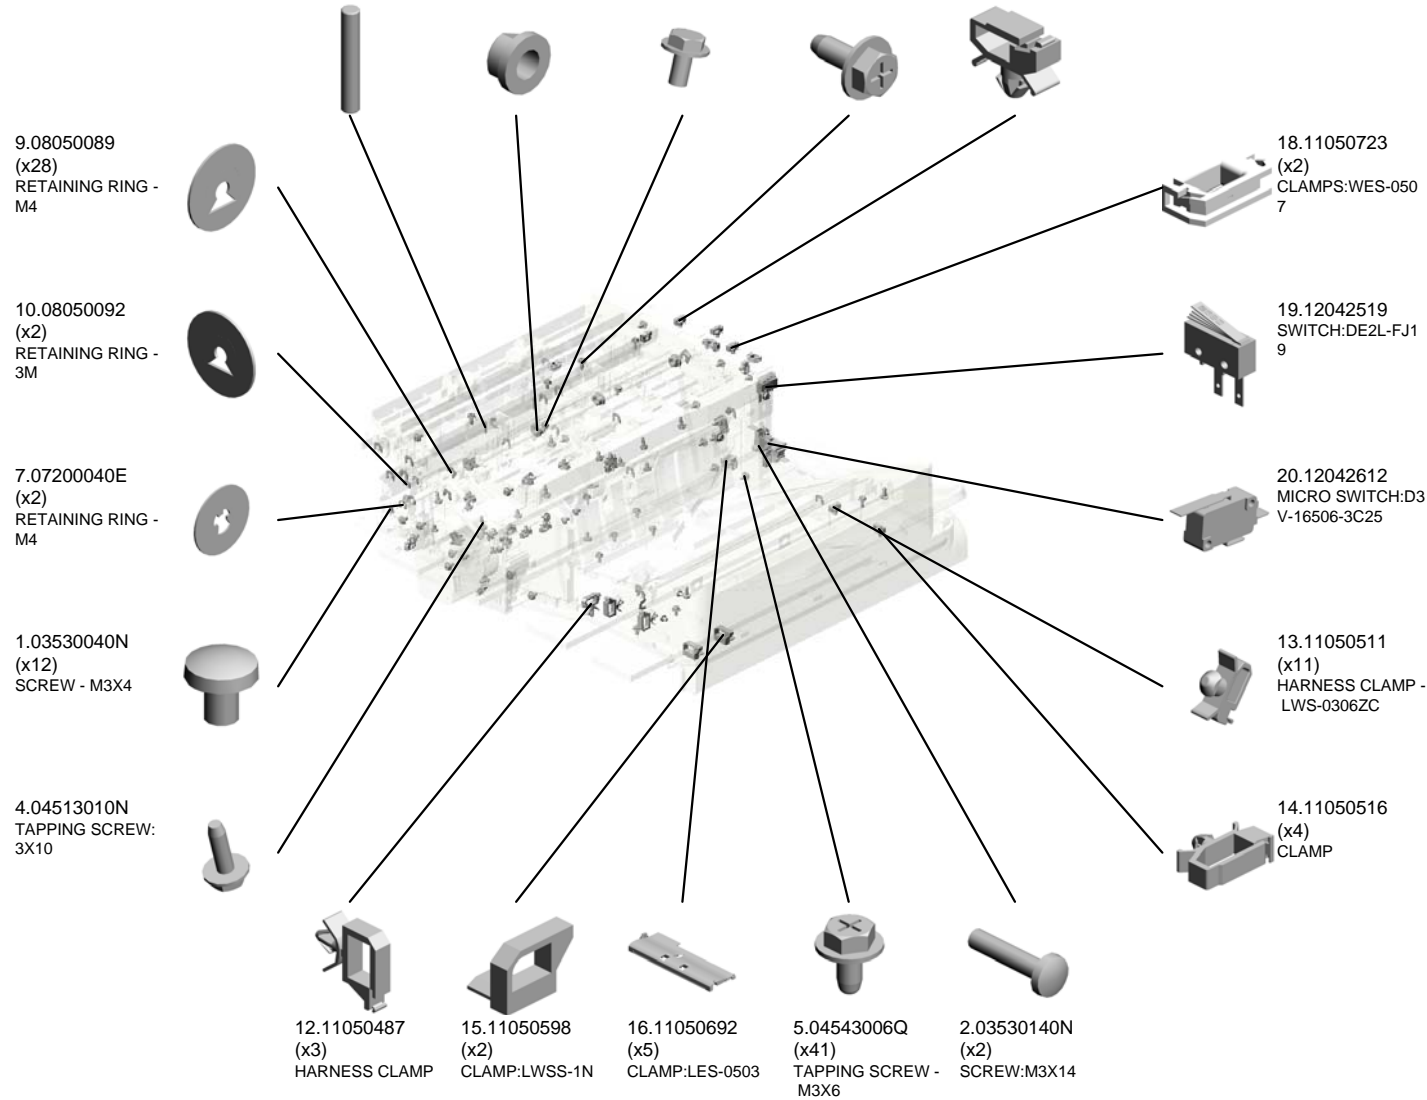 9.08050089
(x28)
RETAINING RING -
M4
10.08050092
(x2)
RETAINING RING -
3M
7.07200040E
(x2)
RETAINING RING -
M4
1.03530040N
(x12)
SCREW - M3X4
4.04513010N
TAPPING SCREW:
3X10
12.11050487
(x3)
HARNESS CLAMP
15.11050598
(x2)
CLAMP:LWSS-1N
16.11050692
(x5)
CLAMP:LES-0503
5.04543006Q
(x41)
TAPPING SCREW -
M3X6
2.03530140N
(x2)
SCREW:M3X14
18.11050723
(x2)
CLAMPS:WES-050
7
19.12042519
SWITCH:DE2L-FJ1
9
20.12042612
MICRO SWITCH:D3
V-16506-3C25
13.11050511
(x11)
HARNESS CLAMP -
LWS-0306ZC
14.11050516
(x4)
CLAMP